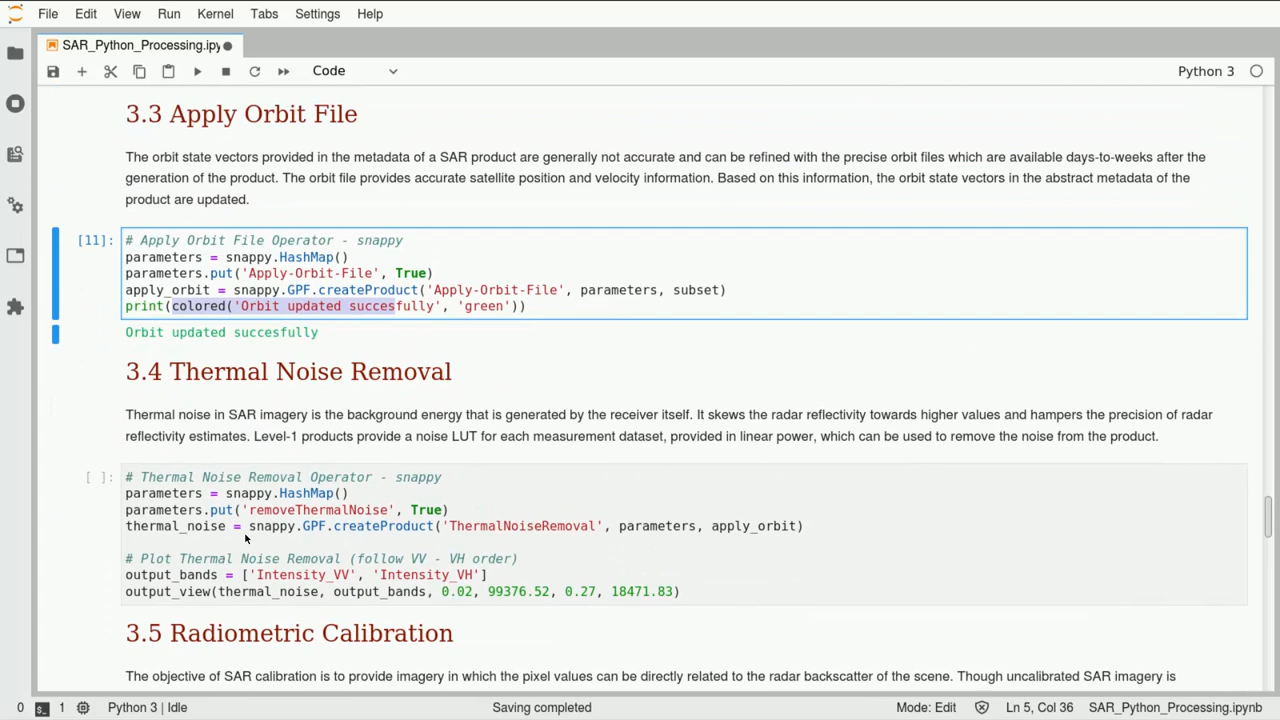 File Edit View Run Kernel Tabs Settings Help
SAR_Python_Processing.ipy
Code
Python 3
3.3 Apply Orbit File
The orbit state vectors provided in the metadata of a SAR product are generally not accurate and can be refined with the precise orbit files which are available days-to-weeks after the
generation of the product. The orbit file provides accurate satellite position and velocity information. Based on this information, the orbit state vectors in the abstract metadata of the
product are updated.
[11]:
# Apply Orbit File Operator - snappy
parameters = snappy.HashMap()
parameters.put('Apply-Orbit-File', True)
apply_orbit = snappy.GPF.createProduct('Apply-Orbit-File', parameters, subset)
print(colored('Orbit updated succesfully', 'green'))
Orbit updated succesfully
3.4 Thermal Noise Removal
Thermal noise in SAR imagery is the background energy that is generated by the receiver itself. It skews the radar reflectivity towards higher values and hampers the precision of radar
reflectivity estimates. Level-1 products provide a noise LUT for each measurement dataset, provided in linear power, which can be used to remove the noise from the product.
[ ]:
# Thermal Noise Removal Operator - snappy
parameters = snappy.HashMap()
parameters.put('removeThermalNoise', True)
thermal_noise = snappy.GPF.createProduct('ThermalNoiseRemoval', parameters, apply_orbit)
# Plot Thermal Noise Removal (follow VV - VH order)
output_bands = ['Intensity_VV', 'Intensity_VH']
output_view(thermal_noise, output_bands, 0.02, 99376.52, 0.27, 18471.83)
3.5 Radiometric Calibration
The objective of SAR calibration is to provide imagery in which the pixel values can be directly related to the radar backscatter of the scene. Though uncalibrated SAR imagery is
0 1 Python 3 | Idle Saving completed Mode: Edit Ln 5, Col 36 SAR_Python_Processing.ipynb